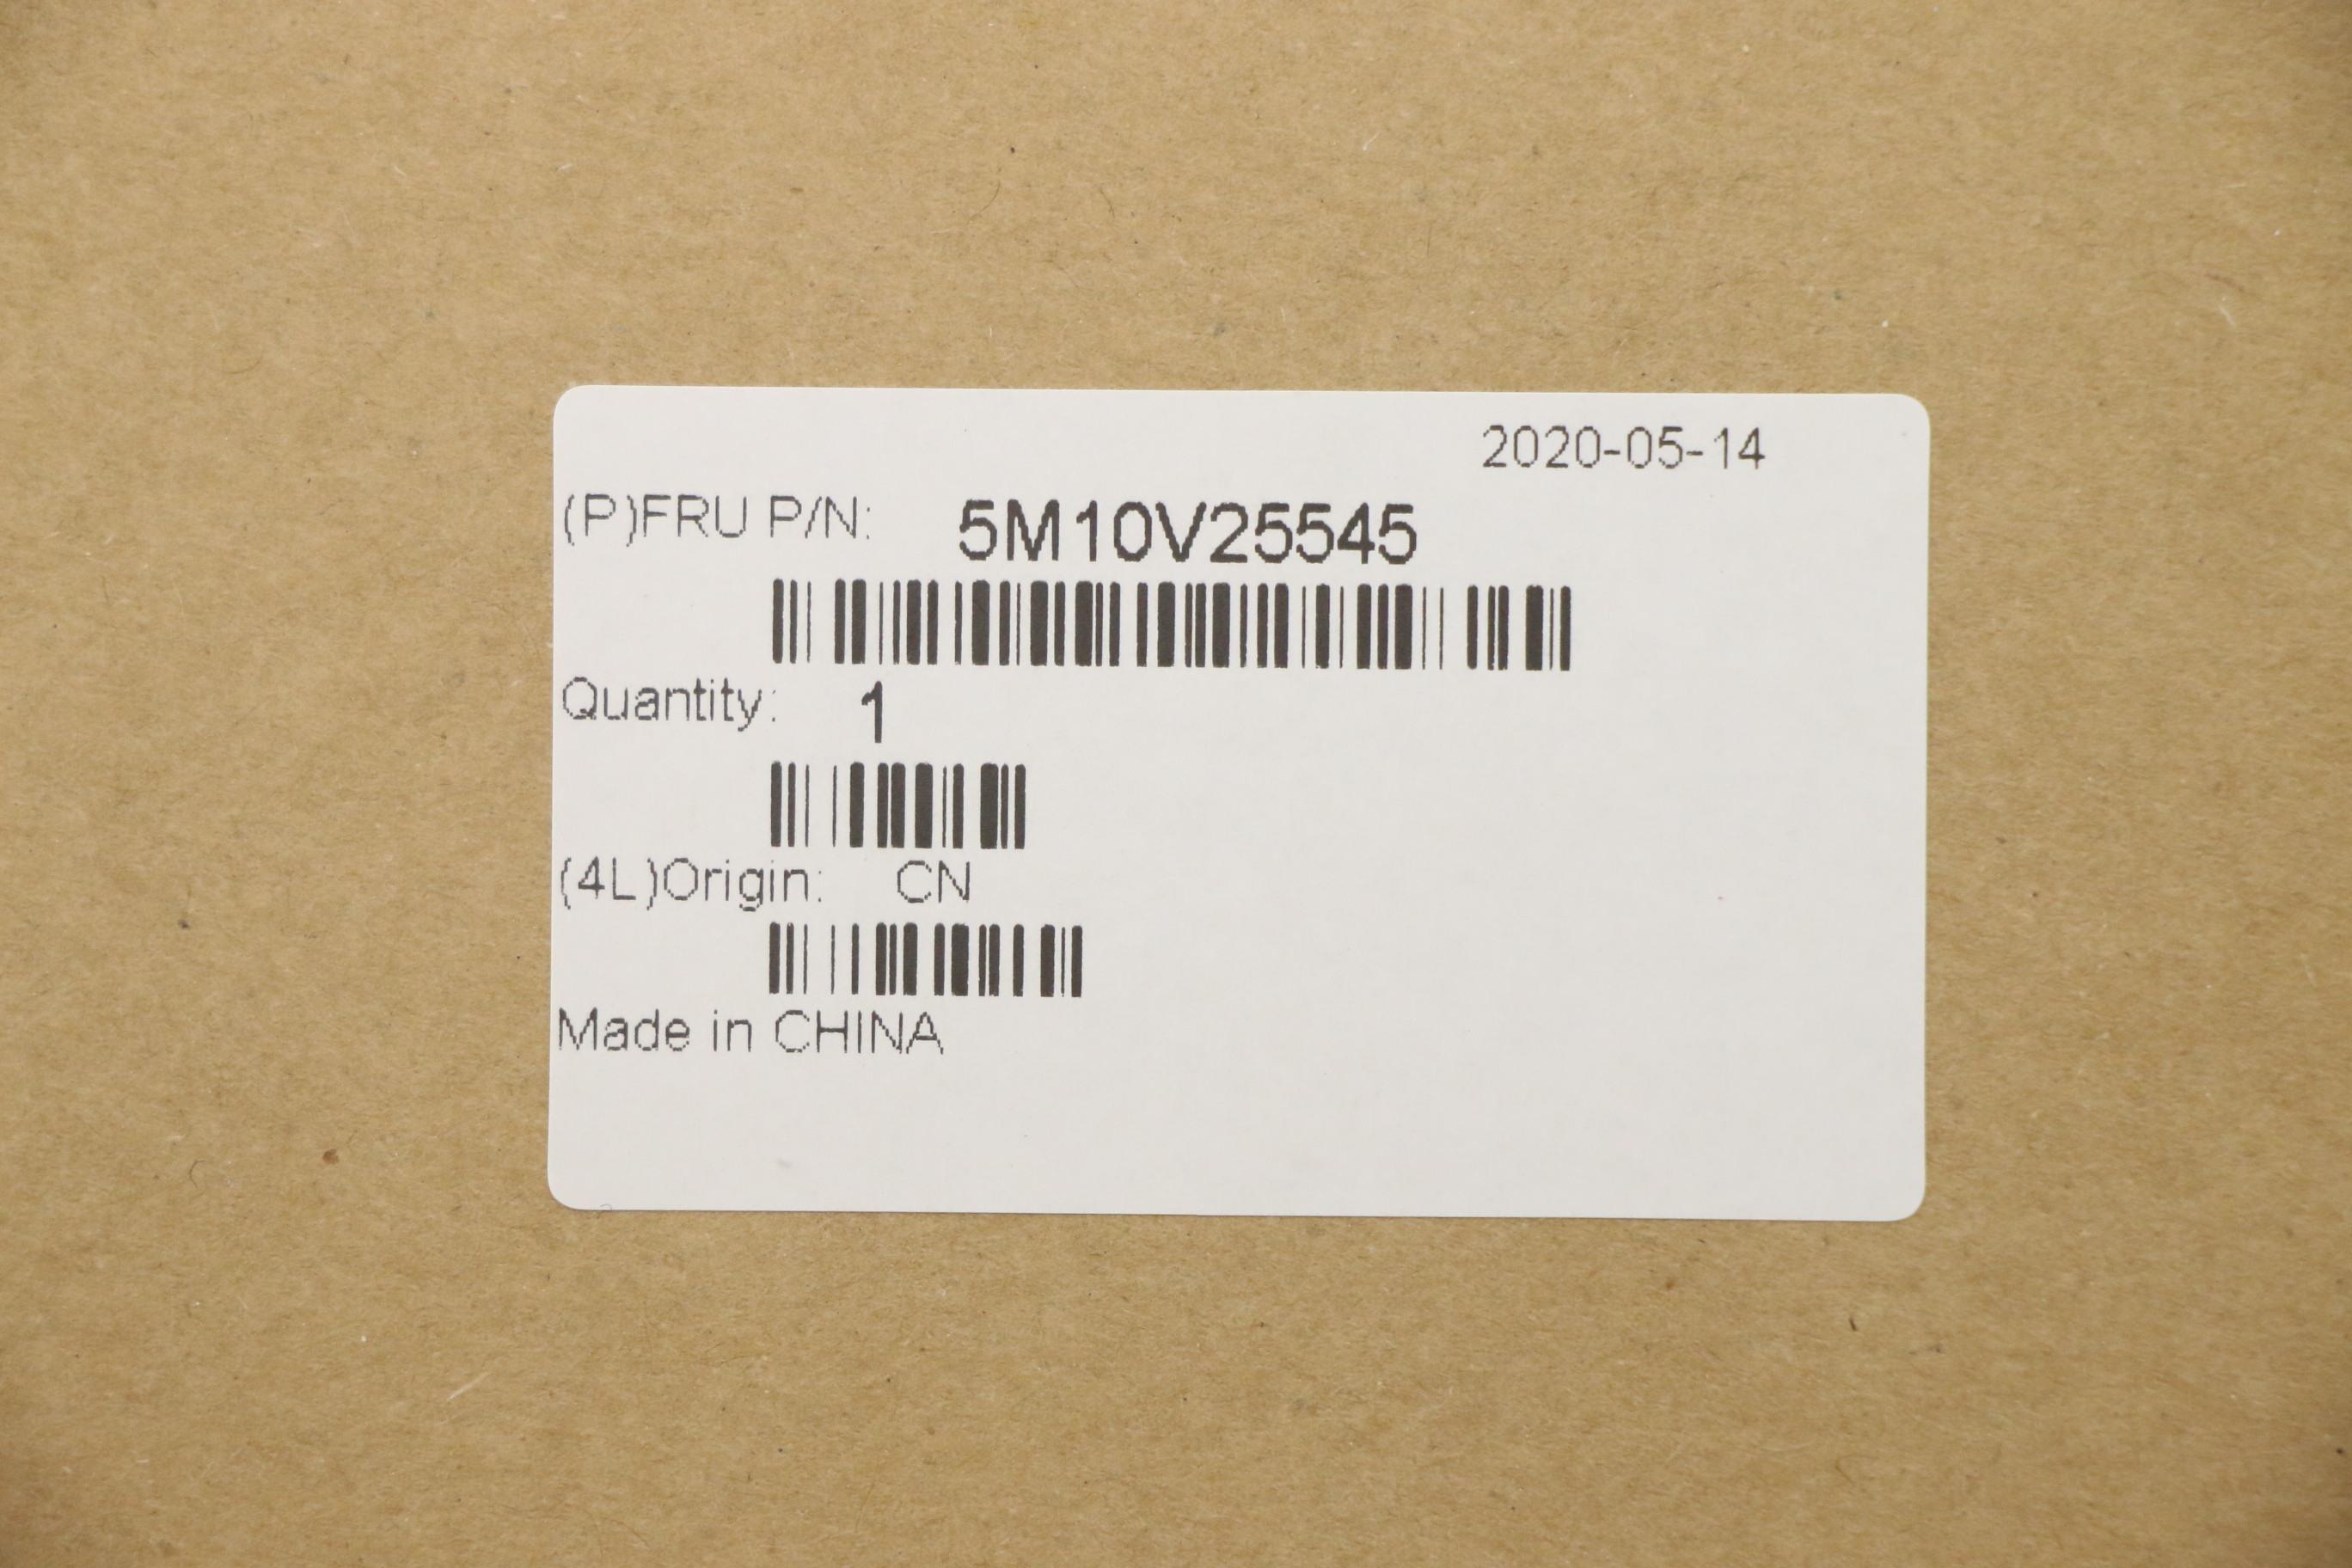 2020-05-14
(P)FRU P/N: 5M10V25545
Quantity: 1
(4L)Origin: CN
Made in CHINA